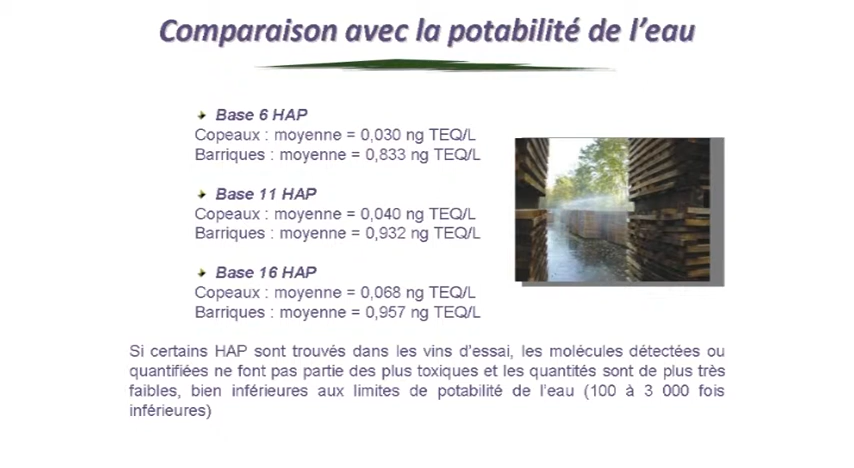 Comparaison avec la potabilité de l'eau
Base 6 HAP
Copeaux : moyenne = 0,030 ng TEQ/L
Barriques : moyenne = 0,833 ng TEQ/L
Base 11 HAP
Copeaux : moyenne = 0,040 ng TEQ/L
Barriques : moyenne = 0,932 ng TEQ/L
Base 16 HAP
Copeaux : moyenne = 0,068 ng TEQ/L
Barriques : moyenne = 0,957 ng TEQ/L
Si certains HAP sont trouvés dans les vins d'essai, les molécules détectées ou
quantifiées ne font pas partie des plus toxiques et les quantités sont de plus très
faibles, bien inférieures aux limites de potabilité de l'eau (100 à 3 000 fois
inférieures)